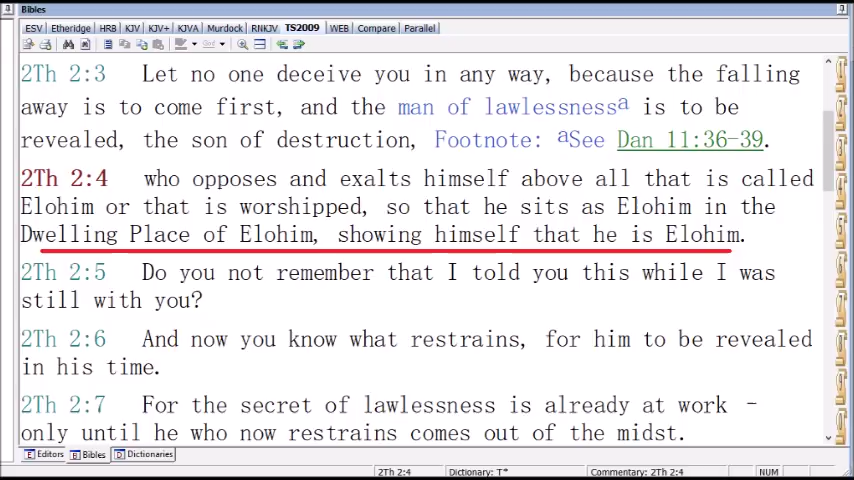 Bibles
ESV Etheridge HRB KJV KJV+ KJVA Murdock RNKJV TS2009 WEB Compare Parallel
2Th 2:3 Let no one deceive you in any way, because the falling
away is to come first, and the man of lawlessnessa is to be
revealed, the son of destruction, Footnote: aSee Dan 11:36-39.
2Th 2:4 who opposes and exalts himself above all that is called
Elohim or that is worshipped, so that he sits as Elohim in the
Dwelling Place of Elohim, showing himself that he is Elohim.
2Th 2:5 Do you not remember that I told you this while I was
still with you?
2Th 2:6 And now you know what restrains, for him to be revealed
in his time.
2Th 2:7 For the secret of lawlessness is already at work -
only until he who now restrains comes out of the midst.
Editors Bibles Dictionaries
2Th 2:4 Dictionary: T* Commentary: 2Th 2:4 NUM